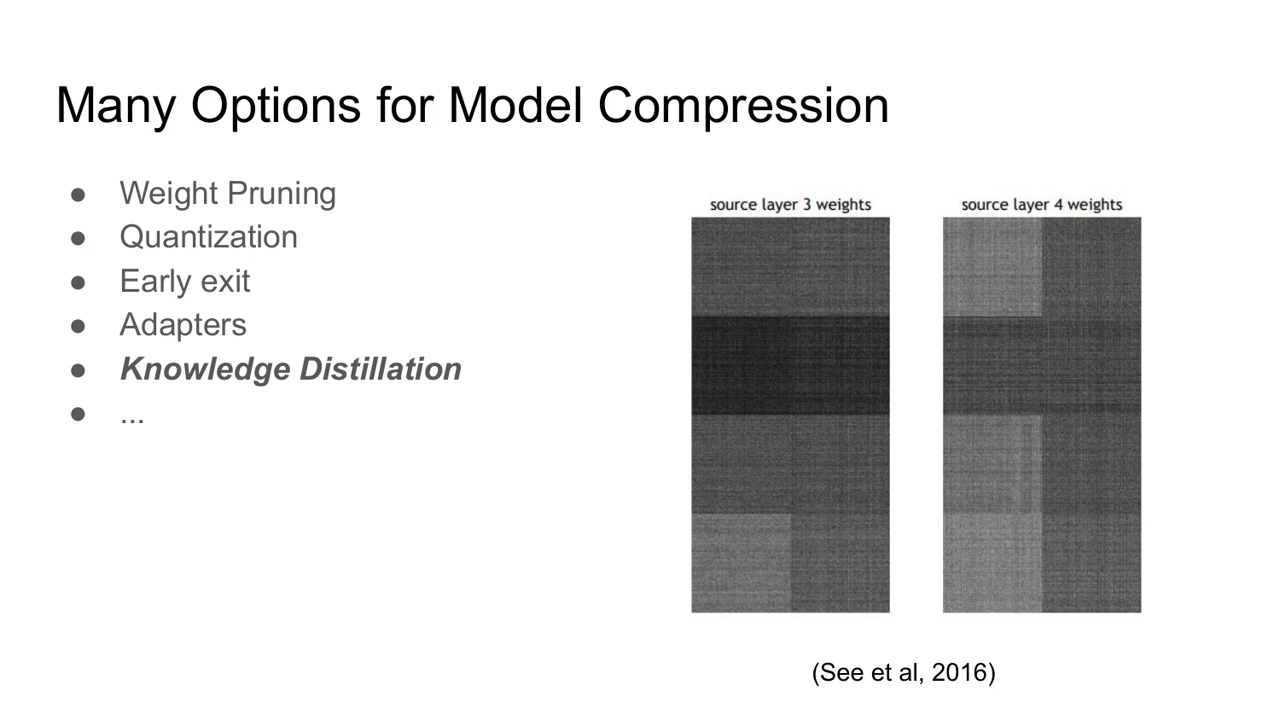 Many Options for Model Compression
● Weight Pruning
● Quantization
● Early exit
● Adapters
● Knowledge Distillation
● ...
source layer 3 weights
source layer 4 weights
(See et al, 2016)